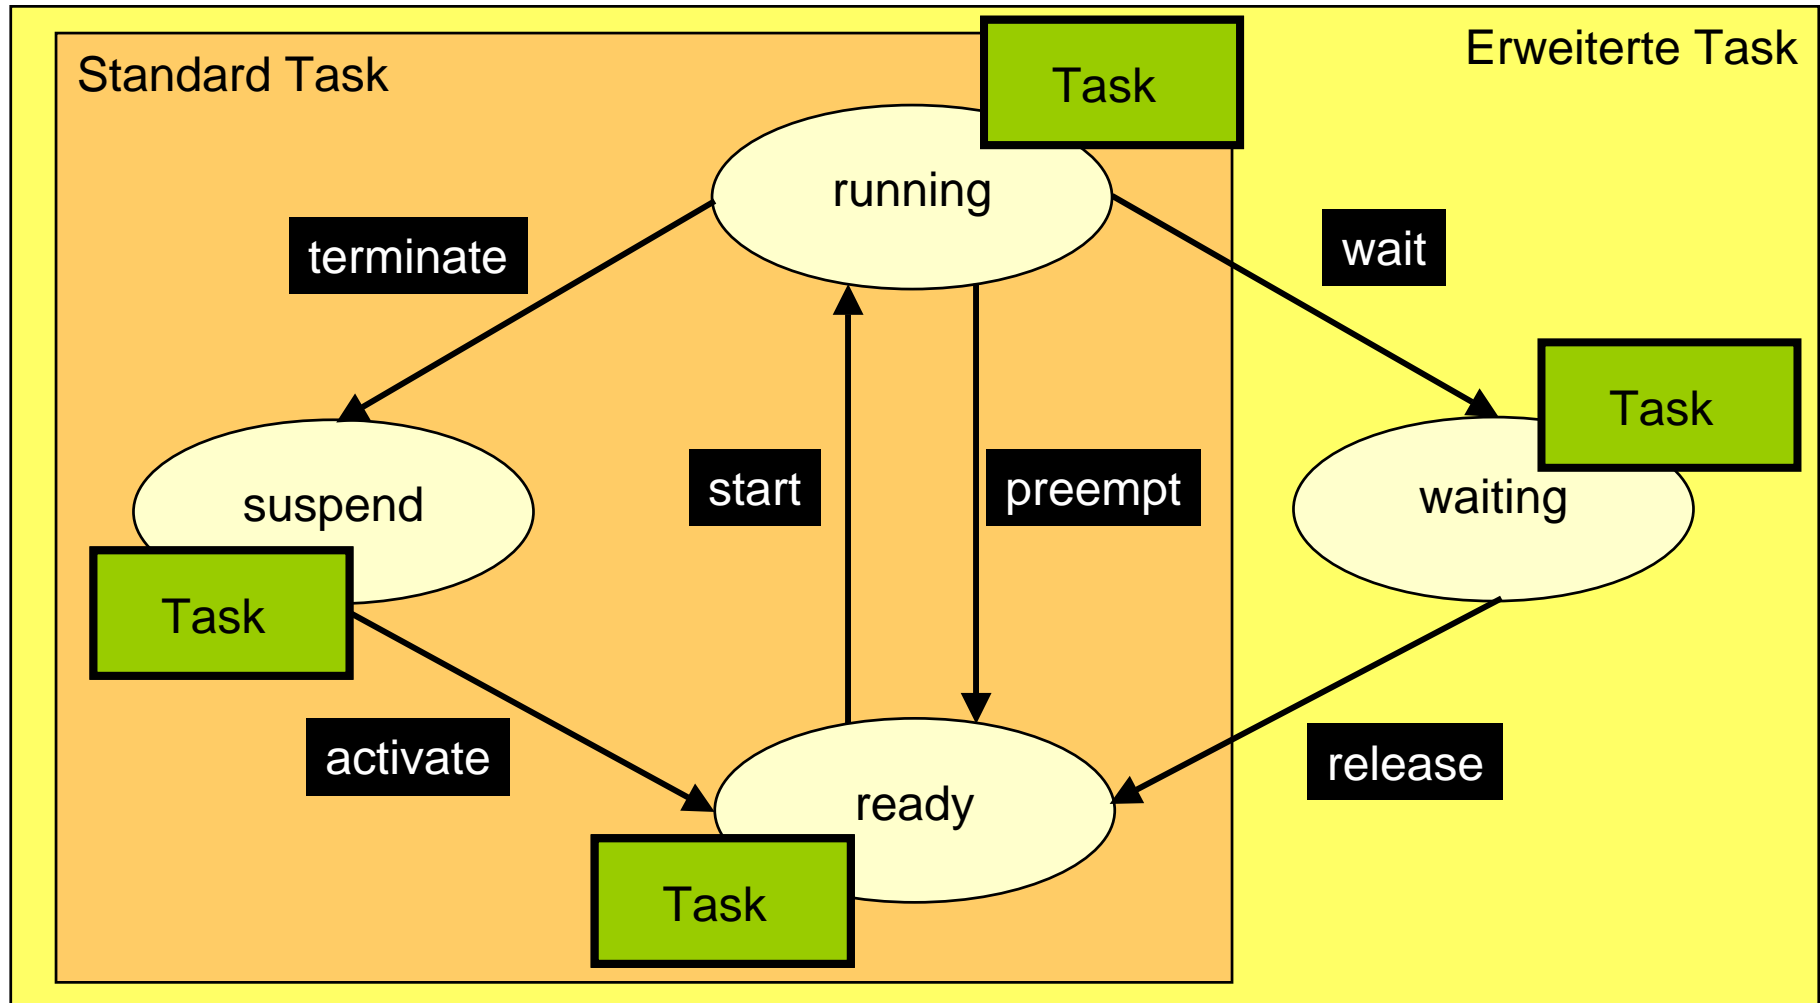 Standard Task
Erweiterte Task
Task
running
terminate
wait
Task
suspend
start
preempt
waiting
Task
activate
release
ready
Task